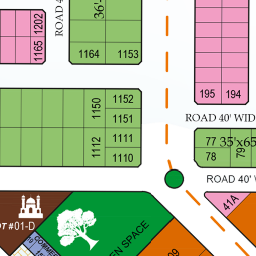 1202
1165
ROAD 4
36'
1164 1153
195 194
1150 1152
1151
1112 1111
1110
ROAD 40' WID
77 35'x65
78 79
ROAD 40' W
41A
OT #01-D
EN SPACE
09